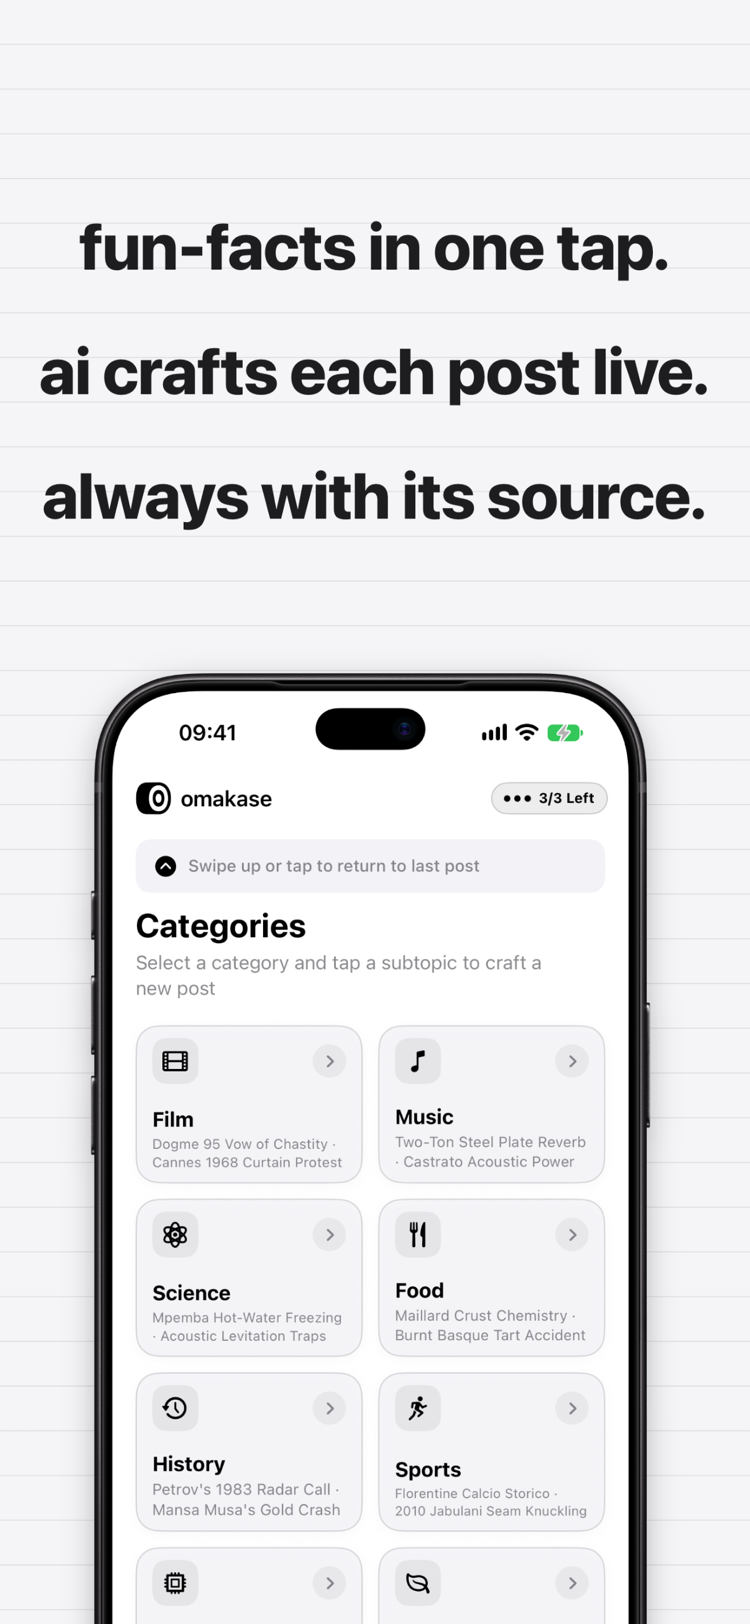 fun-facts in one tap.
ai crafts each post live.
always with its source.
09:41
omakase
3/3 Left
Swipe up or tap to return to last post
Categories
Select a category and tap a subtopic to craft a
new post
Film
Dogme 95 Vow of Chastity ·
Cannes 1968 Curtain Protest
Music
Two-Ton Steel Plate Reverb
· Castrato Acoustic Power
Science
Mpemba Hot-Water Freezing
· Acoustic Levitation Traps
Food
Maillard Crust Chemistry ·
Burnt Basque Tart Accident
History
Petrov's 1983 Radar Call ·
Mansa Musa's Gold Crash
Sports
Florentine Calcio Storico ·
2010 Jabulani Seam Knuckling